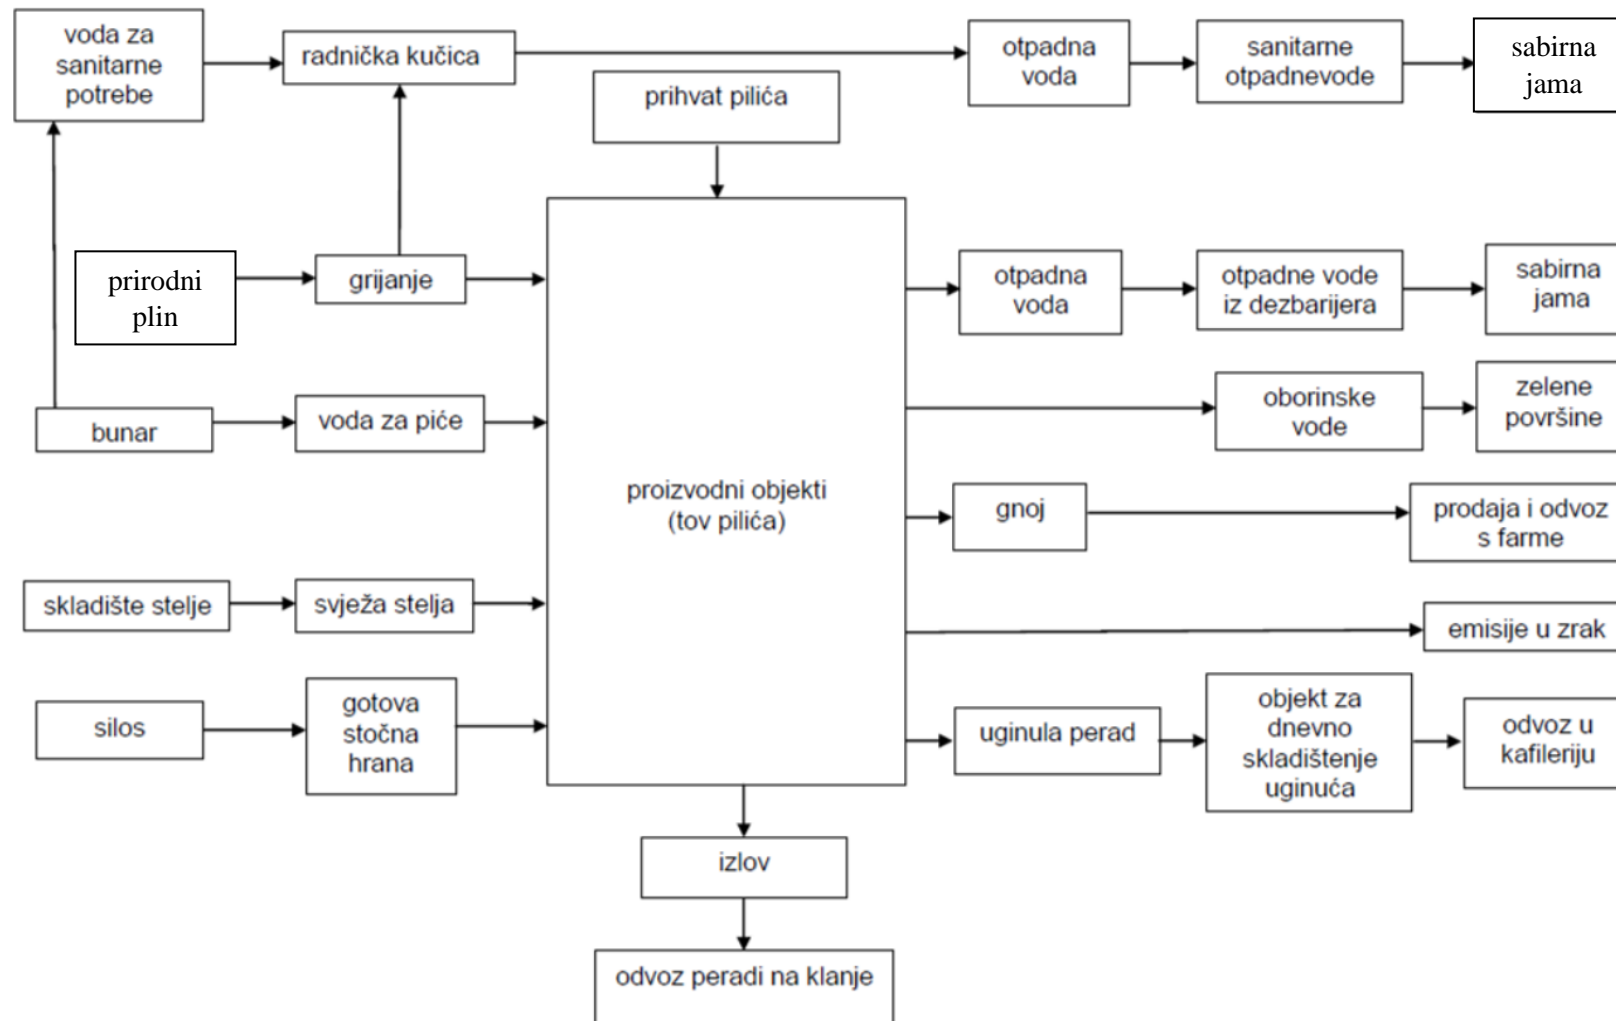 voda za
sanitarne
potrebe
radnička kučica
otpadna
voda
sanitarne
otpadnevode
sabirna
jama
prihvat pilića
prirodni
plin
grijanje
otpadna
voda
otpadne vode
iz dezbarijera
sabirna
jama
bunar
voda za piće
oborinske
vode
zelene
površine
proizvodni objekti
(tov pilića)
gnoj
prodaja i odvoz
s farme
skladište stelje
svježa stelja
emisije u zrak
silos
gotova
stočna
hrana
uginula perad
objekt za
dnevno
skladištenje
uginuća
odvoz u
kafileriju
izlov
odvoz peradi na klanje